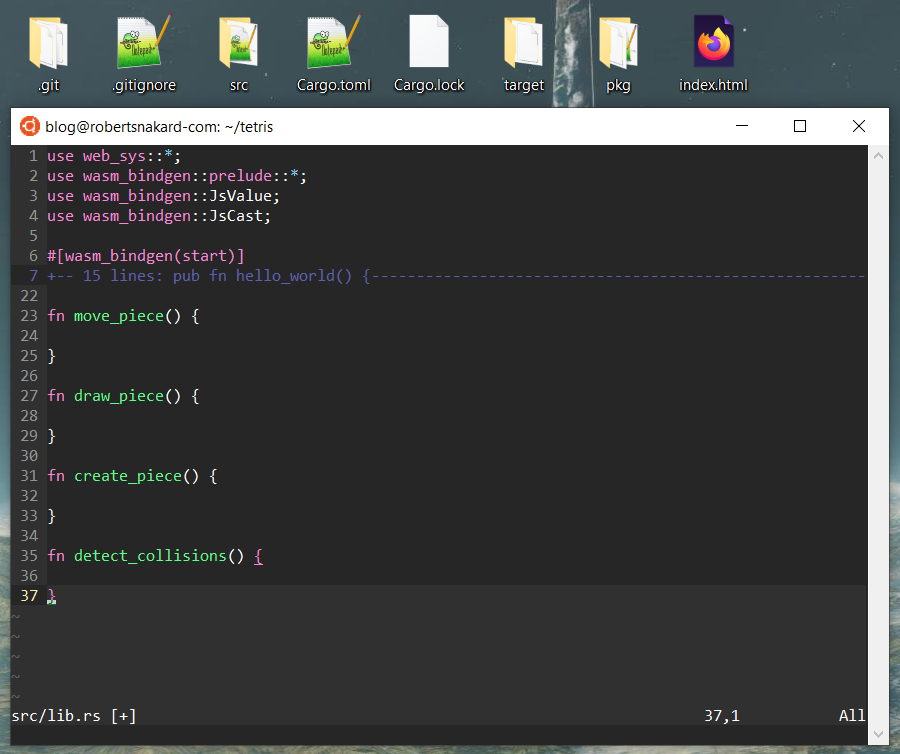 .git .gitignore src Cargo.toml Cargo.lock target pkg index.html
blog@robertsnakard-com: ~/tetris
1 use web_sys::*;
2 use wasm_bindgen::prelude::*;
3 use wasm_bindgen::JsValue;
4 use wasm_bindgen::JsCast;
5
6 #[wasm_bindgen(start)]
7 +-- 15 lines: pub fn hello_world() {-------------------------------------------------------
22
23 fn move_piece() {
24
25 }
26
27 fn draw_piece() {
28
29 }
30
31 fn create_piece() {
32
33 }
34
35 fn detect_collisions() {
36
37 }
~
~
~
~
~
src/lib.rs [+] 37,1 All